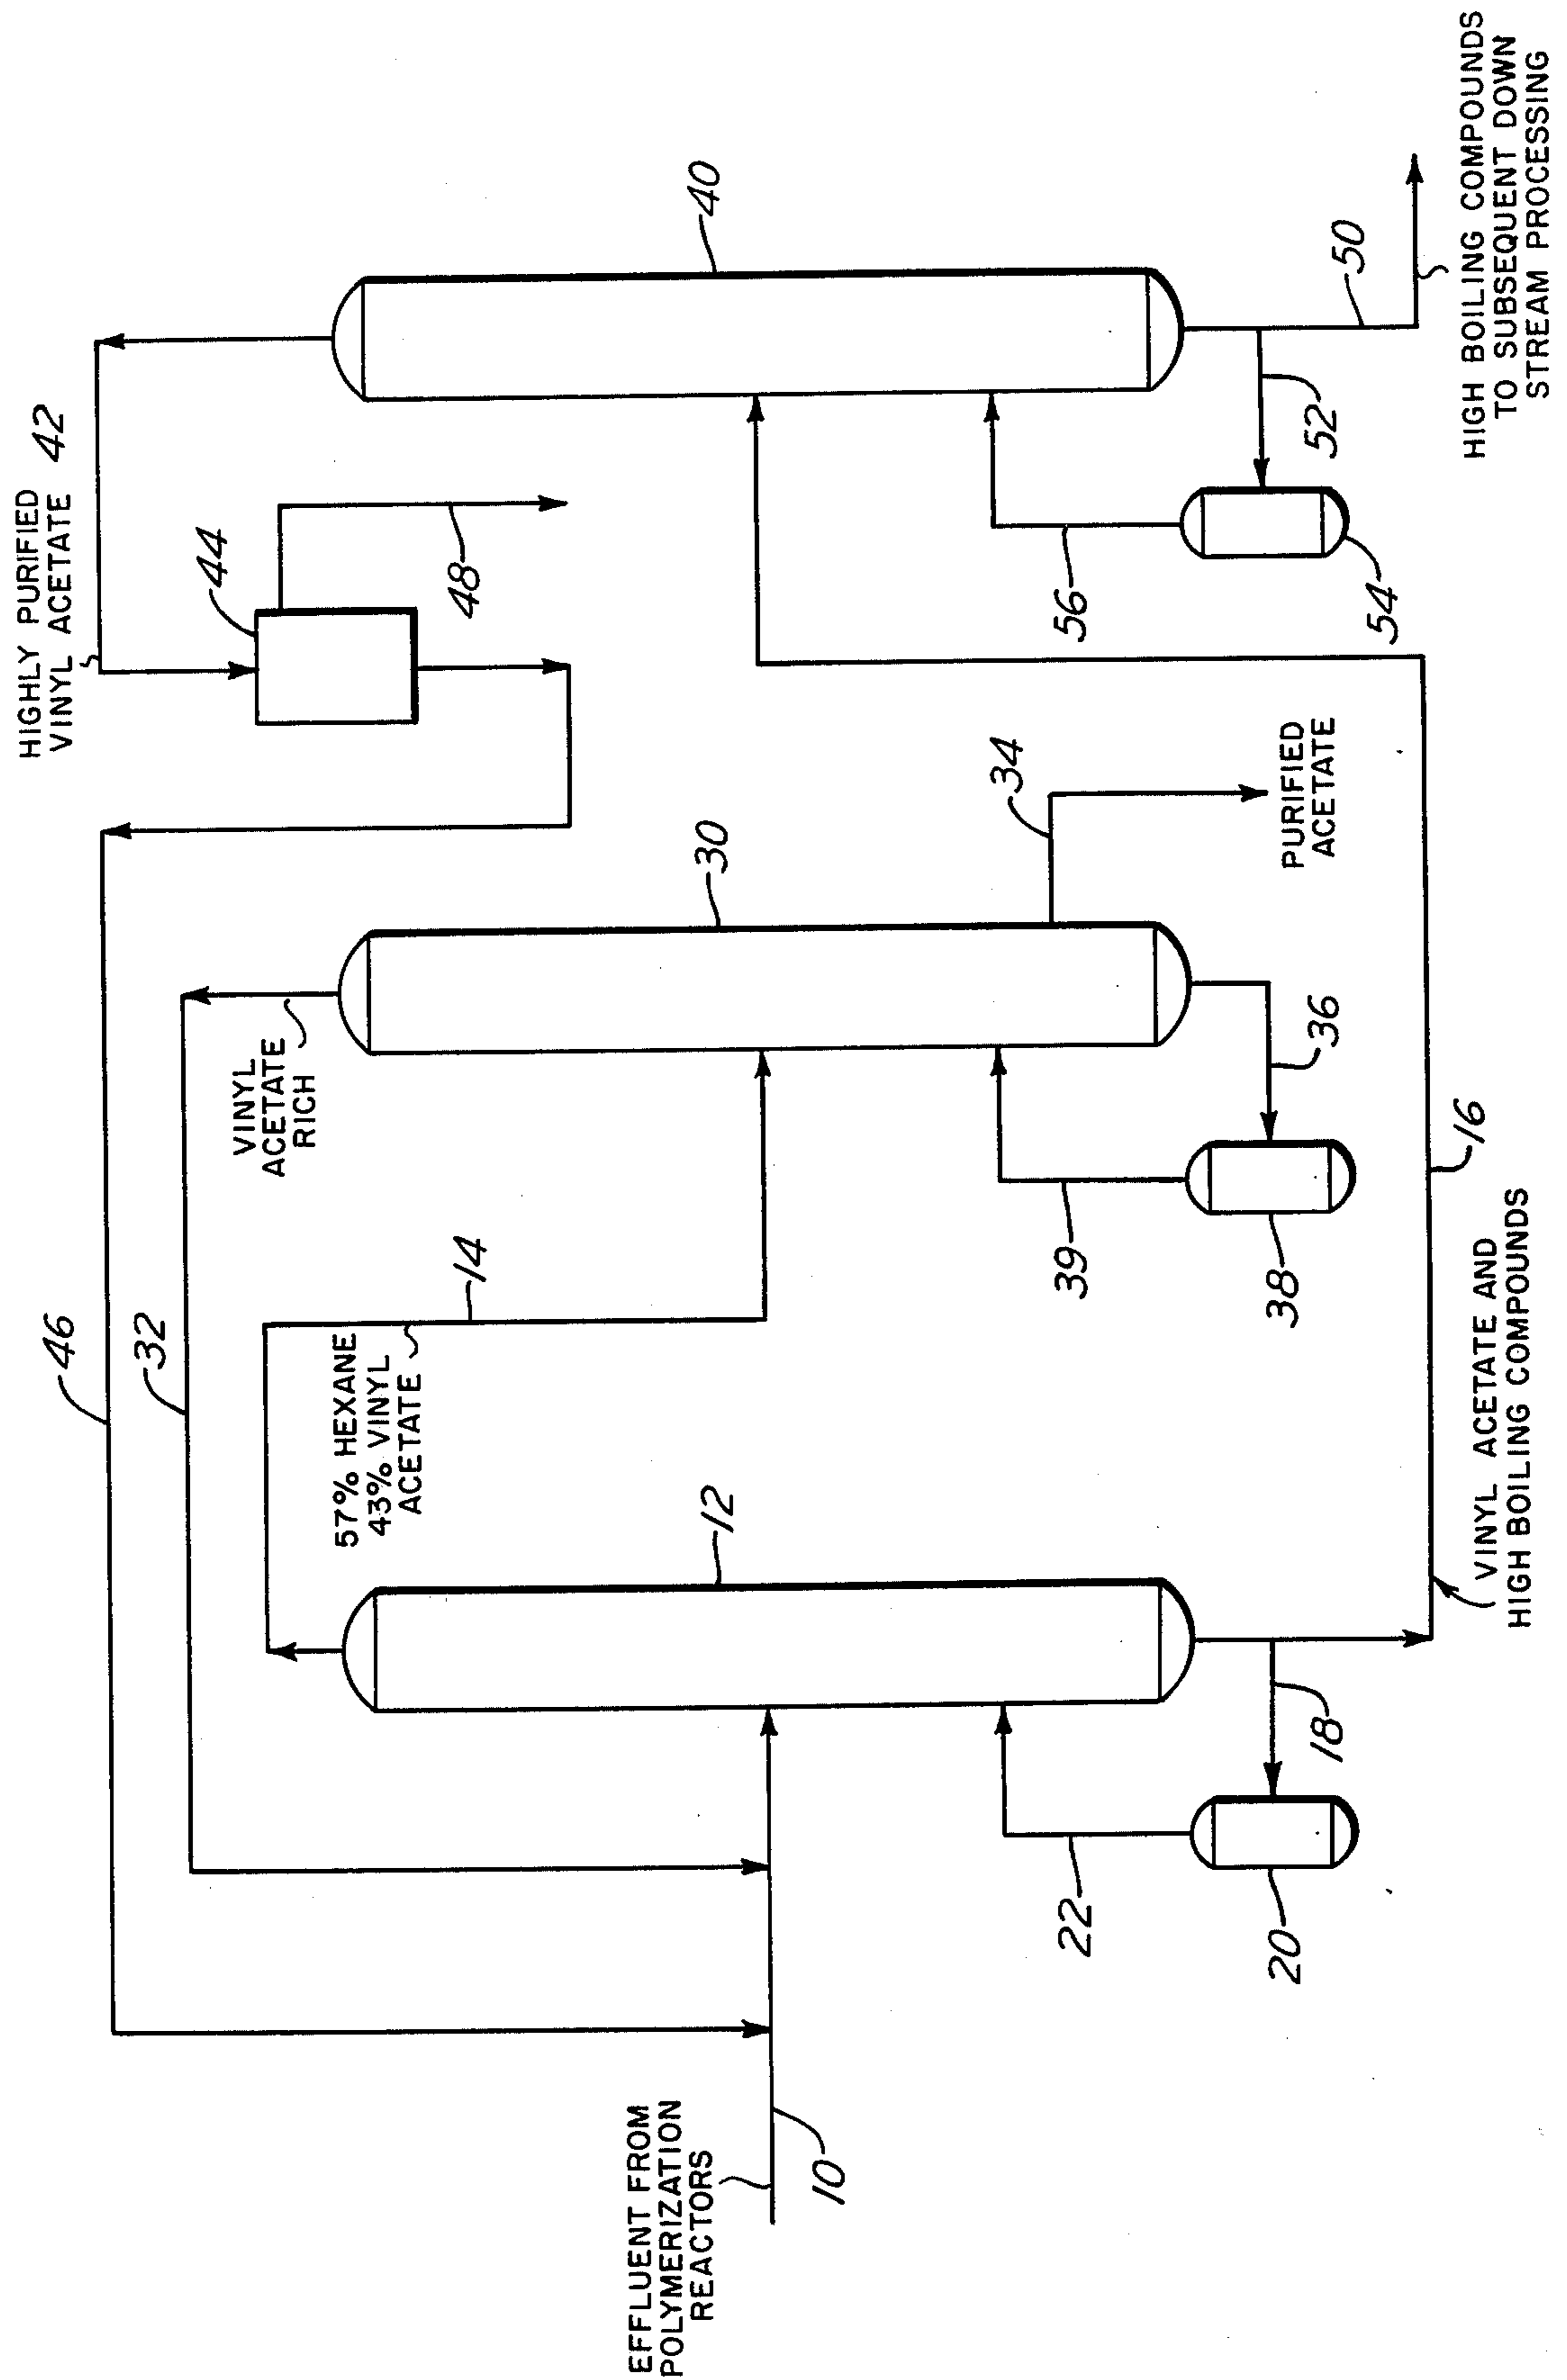 46
32
HIGHLY PURIFIED
VINYL ACETATE 42
44
48
VINYL
ACETATE
RICH
14
57% HEXANE
43% VINYL
ACETATE
12
30
40
EFFLUENT FROM
POLYMERIZATION
REACTORS
10
22
20
18
39
38
36
34
PURIFIED
ACETATE
56
54
52
50
16
VINYL ACETATE AND
HIGH BOILING COMPOUNDS
HIGH BOILING COMPOUNDS
TO SUBSEQUENT DOWN
STREAM PROCESSING